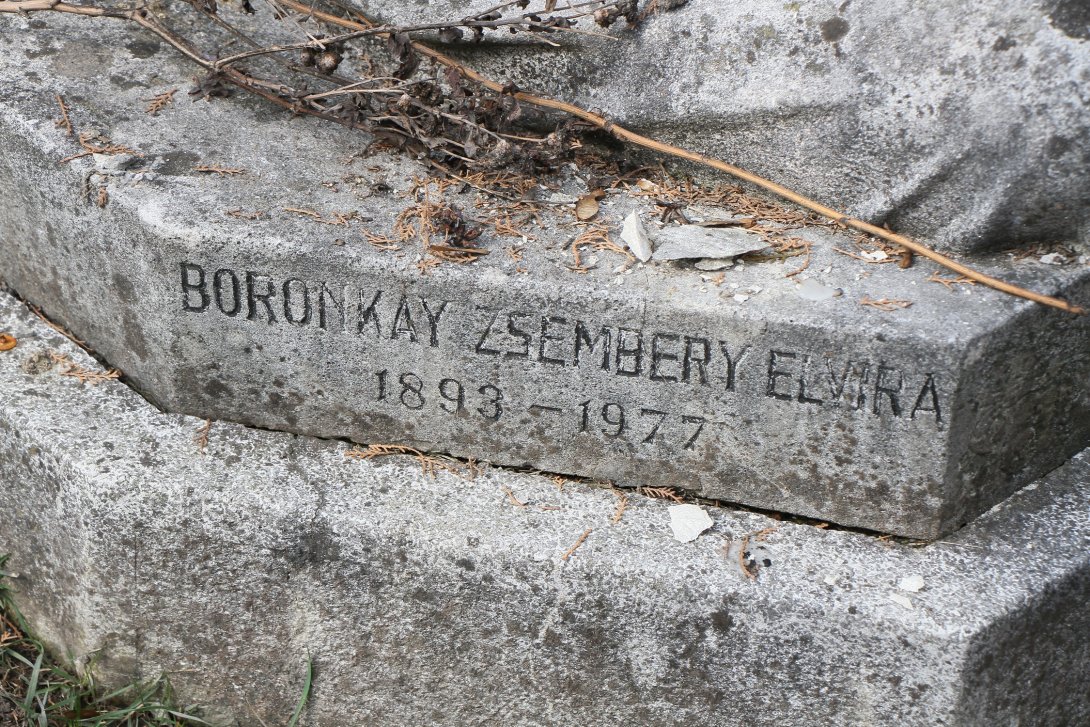 BORONKAY ZSEMBERY ELVIRA
1893 - 1977